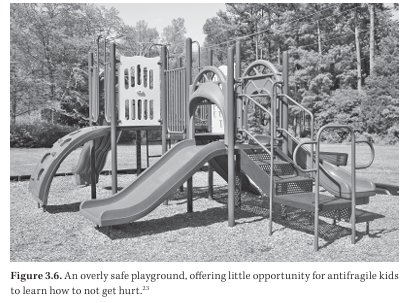 Figure 3.6. An overly safe playground, offering little opportunity for antifragile kids
to learn how to not get hurt.²³